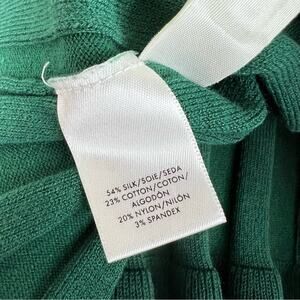 54% SILK/SOIE/SEDA
23% COTTON/COTON/
ALGODÓN
20% NYLON/NILÓN
3% SPANDEX